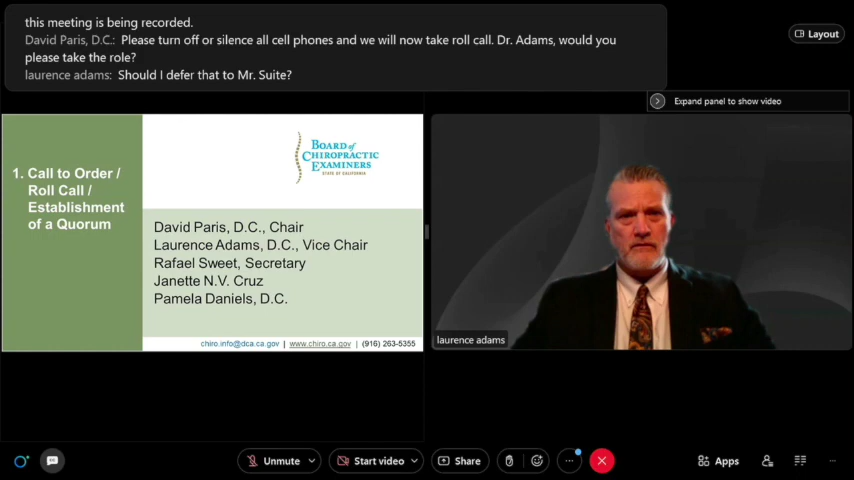 this meeting is being recorded.
David Paris, D.C.: Please turn off or silence all cell phones and we will now take roll call. Dr. Adams, would you
please take the role?
laurence adams: Should I defer that to Mr. Suite?
Layout
Expand panel to show video
1. Call to Order /
Roll Call /
Establishment
of a Quorum
BOARD of
CHIROPRACTIC
EXAMINERS
STATE OF CALIFORNIA
David Paris, D.C., Chair
Laurence Adams, D.C., Vice Chair
Rafael Sweet, Secretary
Janette N.V. Cruz
Pamela Daniels, D.C.
chiro.info@dca.ca.gov | www.chiro.ca.gov | (916) 263-5355
laurence adams
Unmute
Start video
Share
Apps